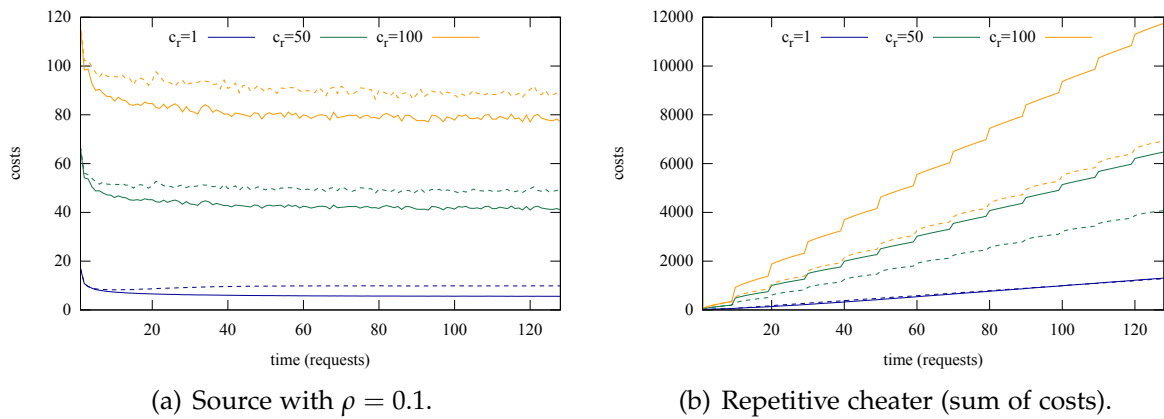 120
100
80
60
40
20
0
costs
c_r=1 c_r=50 c_r=100
20 40 60 80 100 120
time (requests)
(a) Source with ρ = 0.1.
12000
10000
8000
6000
4000
2000
0
costs
c_r=1 c_r=50 c_r=100
20 40 60 80 100 120
time (requests)
(b) Repetitive cheater (sum of costs).